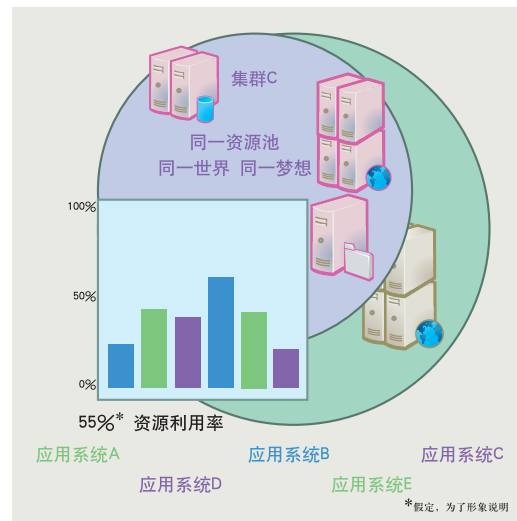 集群C
同一资源池
同一世界 同一梦想
100%
50%
0%
55%* 资源利用率
应用系统A
应用系统B
应用系统C
应用系统D
应用系统E
*假定，为了形象说明